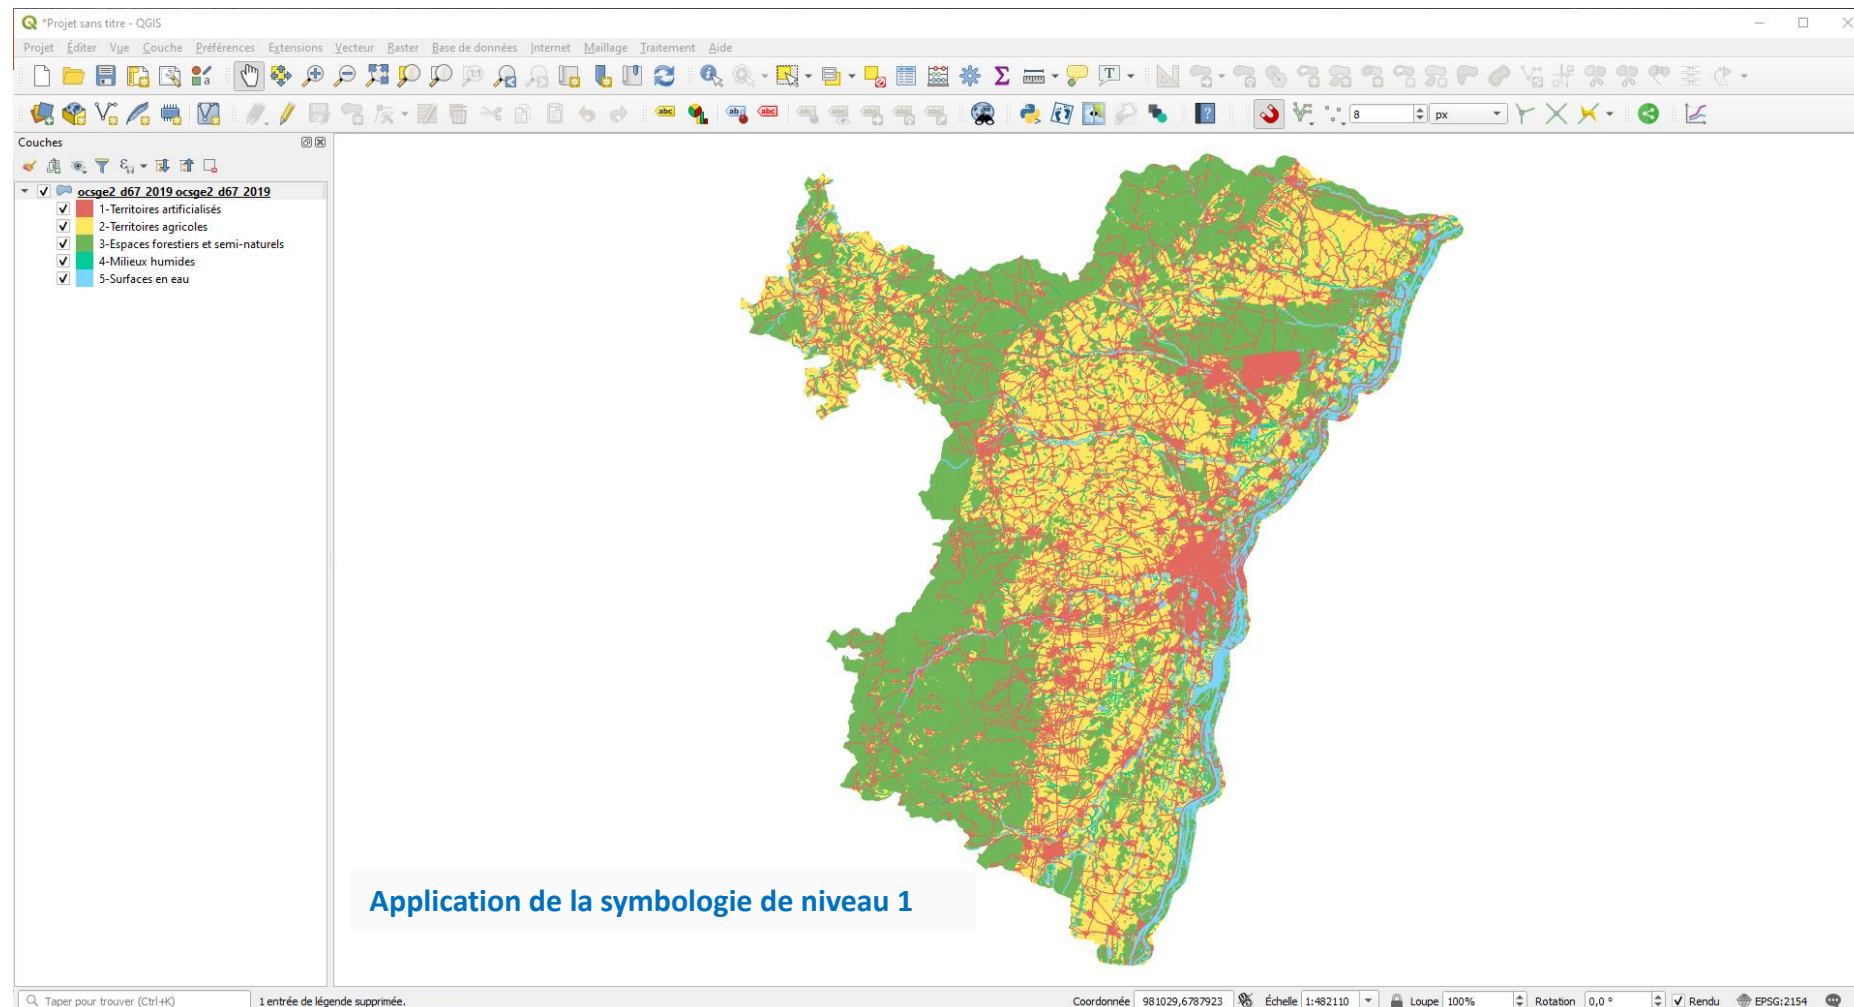 *Projet sans titre - QGIS
Projet Éditer Vue Couche Préférences Extensions Vecteur Raster Base de données Internet Maillage Traitement Aide
8 px
Couches
ocsge2_d67_2019 ocsge2_d67_2019
1-Territoires artificialisés
2-Territoires agricoles
3-Espaces forestiers et semi-naturels
4-Milieux humides
5-Surfaces en eau
Application de la symbologie de niveau 1
Taper pour trouver (Ctrl+K) 1 entrée de légende supprimée. Coordonnée 981029,6787923 Échelle 1:482110 Loupe 100% Rotation 0,0 ° Rendu EPSG:2154